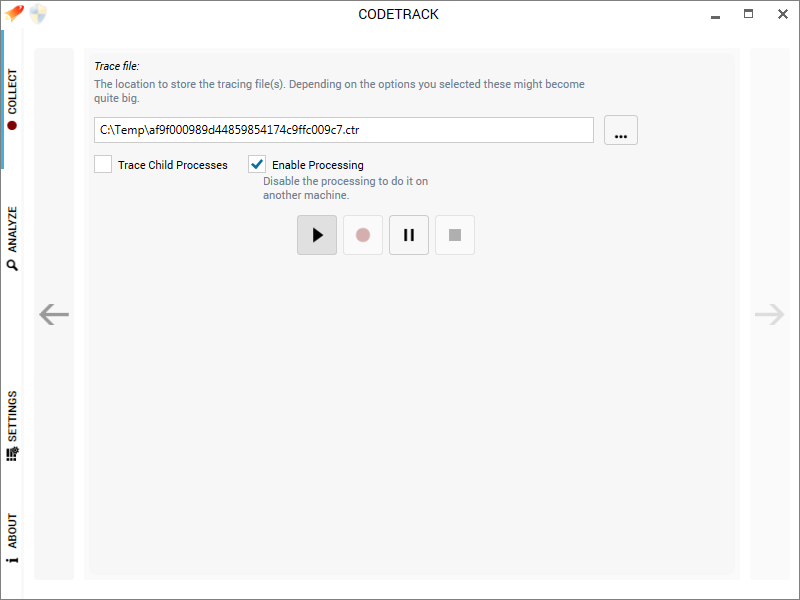 CODETRACK
COLLECT
ANALYZE
SETTINGS
ABOUT
Trace file:
The location to store the tracing file(s). Depending on the options you selected these might become
quite big.
C:\Temp\af9f000989d44859854174c9ffc009c7.ctr
...
Trace Child Processes
Enable Processing
Disable the processing to do it on
another machine.